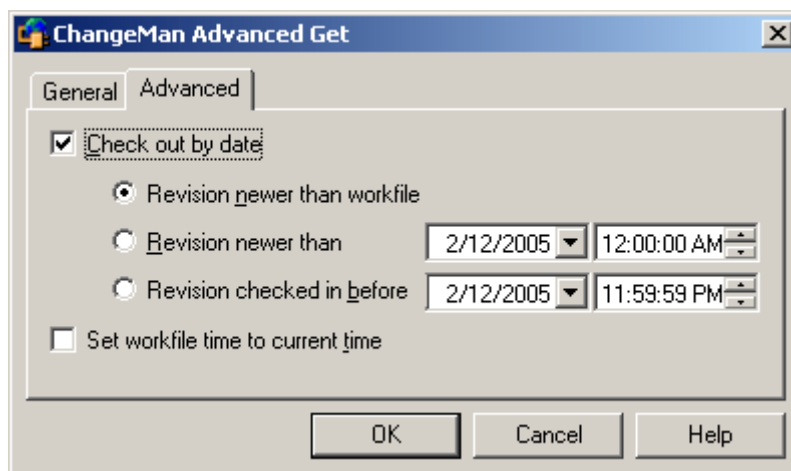 ChangeMan Advanced Get
General Advanced
Check out by date
Revision newer than workfile
Revision newer than 2/12/2005 12:00:00 AM
Revision checked in before 2/12/2005 11:59:59 PM
Set workfile time to current time
OK Cancel Help